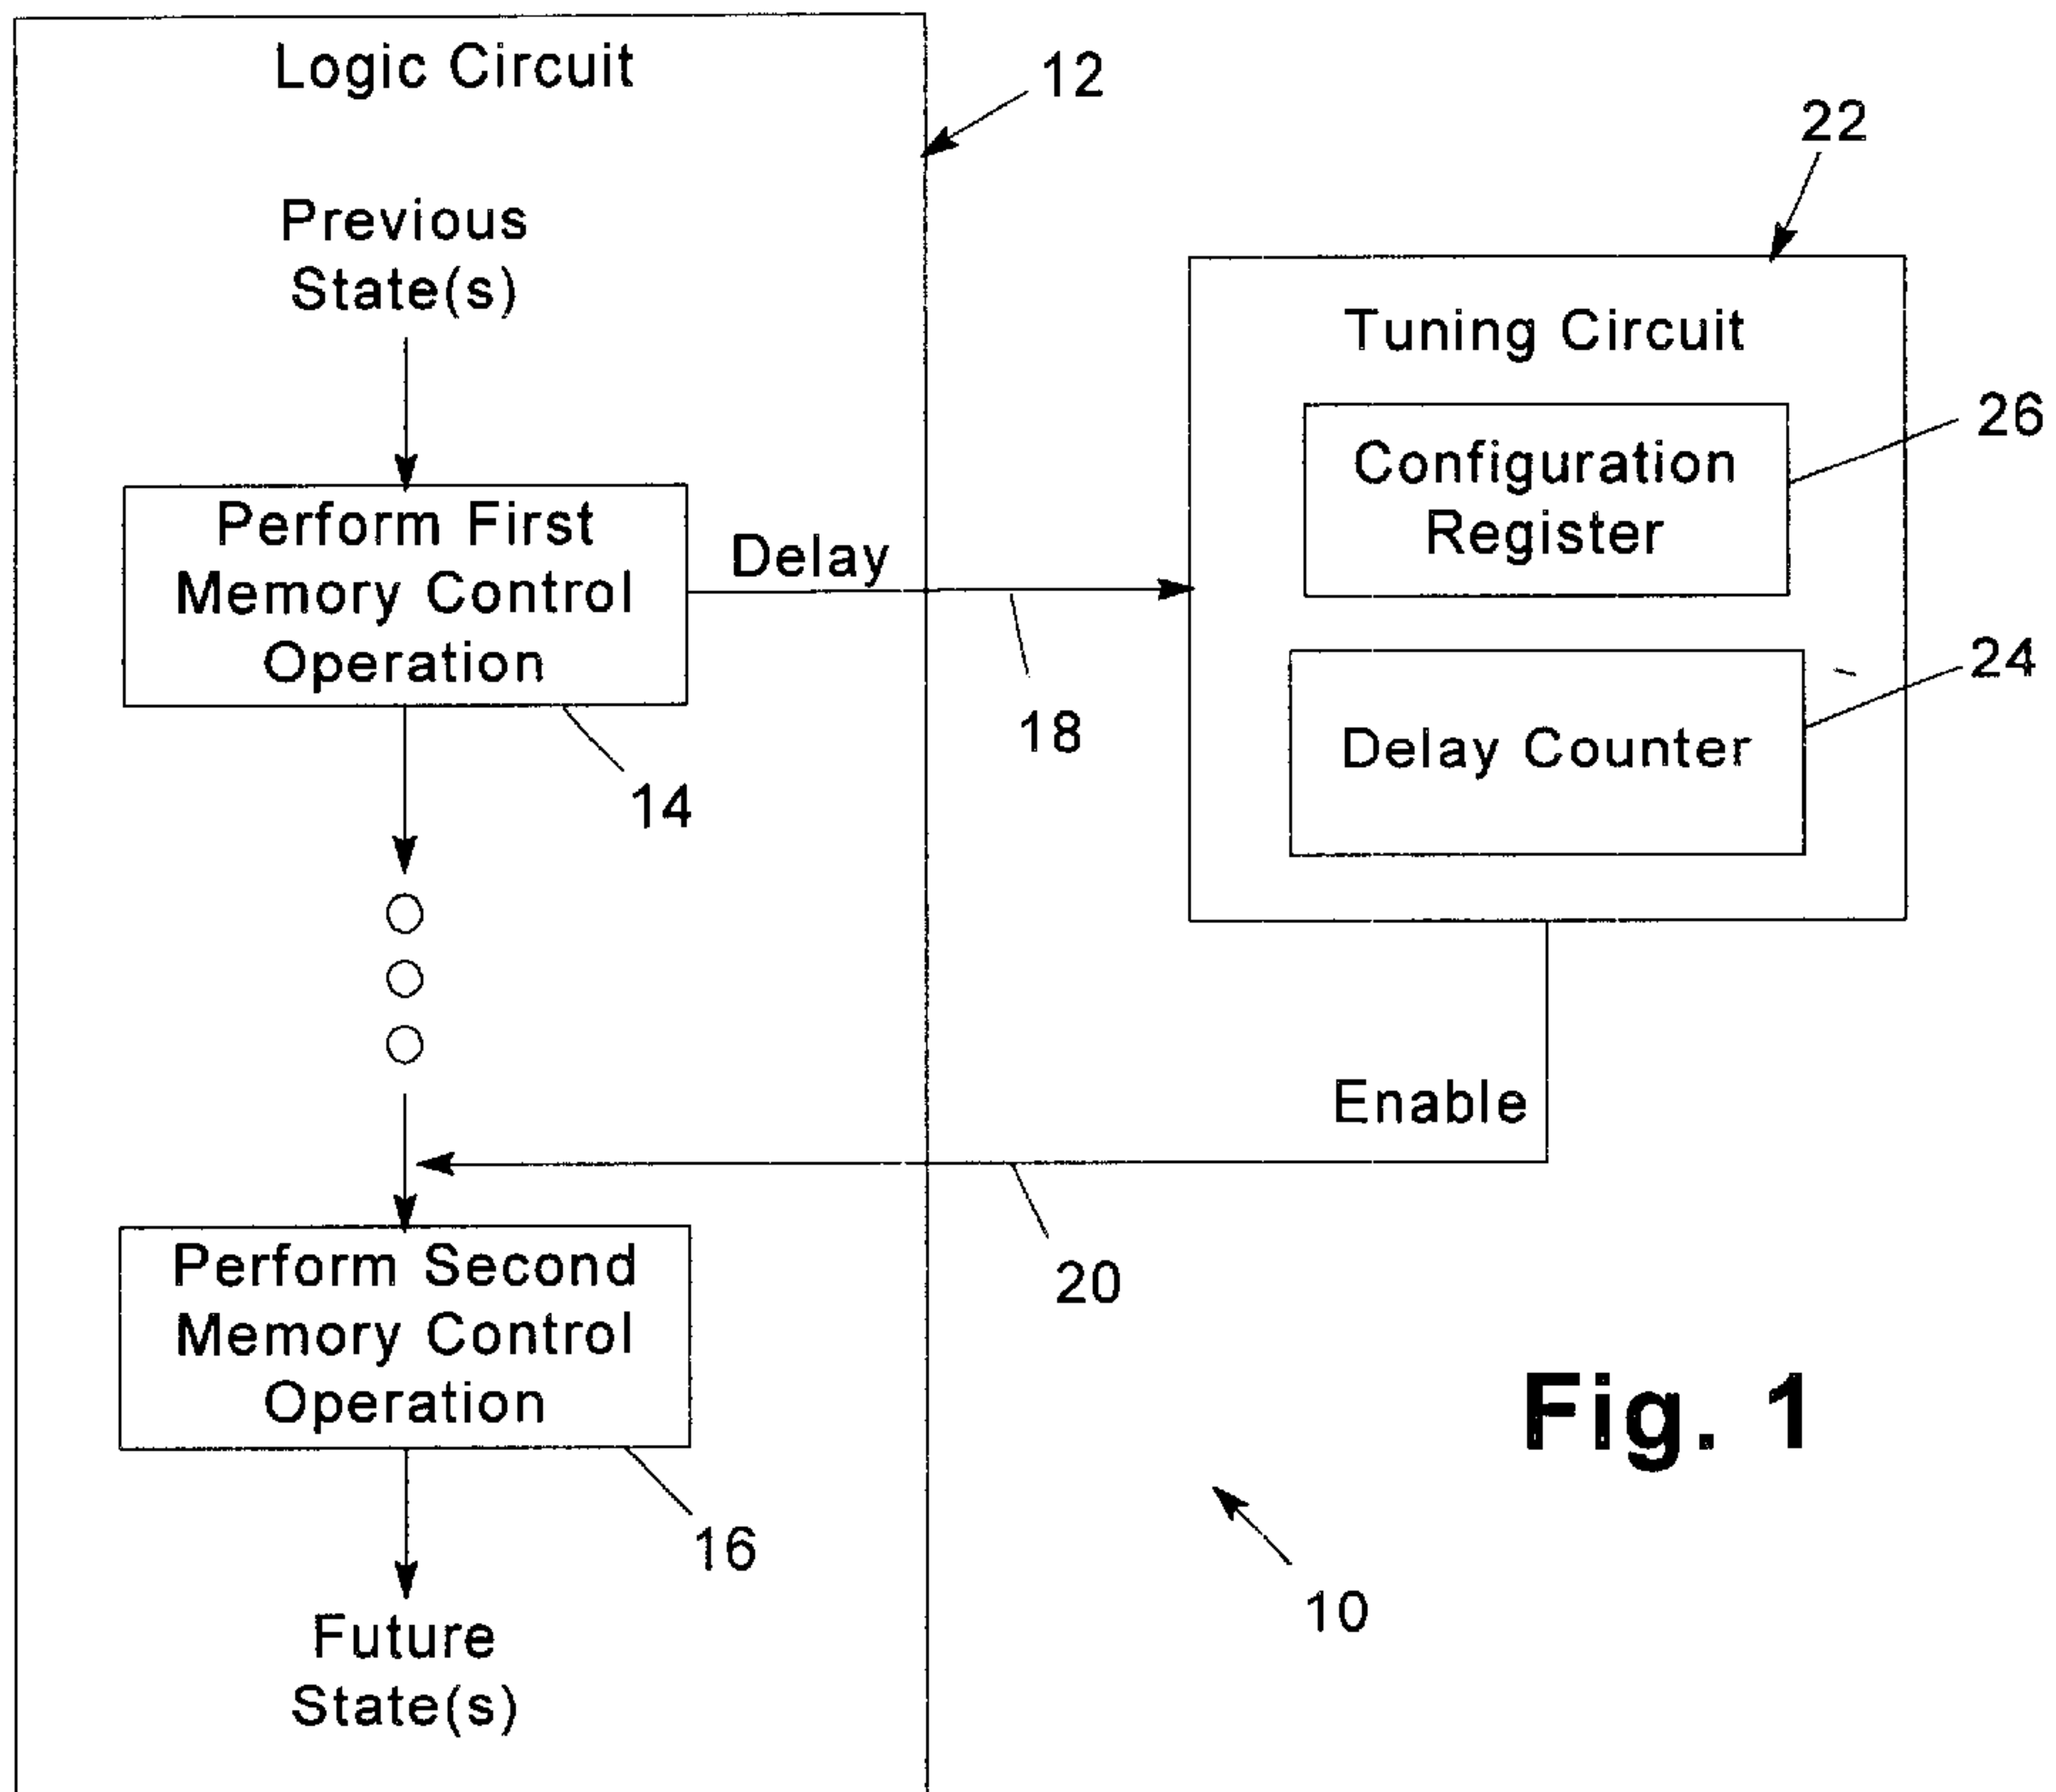 Logic Circuit
12
22
Previous
State(s)
Tuning Circuit
26
Configuration
Register
Perform First
Memory Control
Operation
Delay
18
14
24
Delay Counter
Enable
20
Perform Second
Memory Control
Operation
16
Fig. 1
10
Future
State(s)